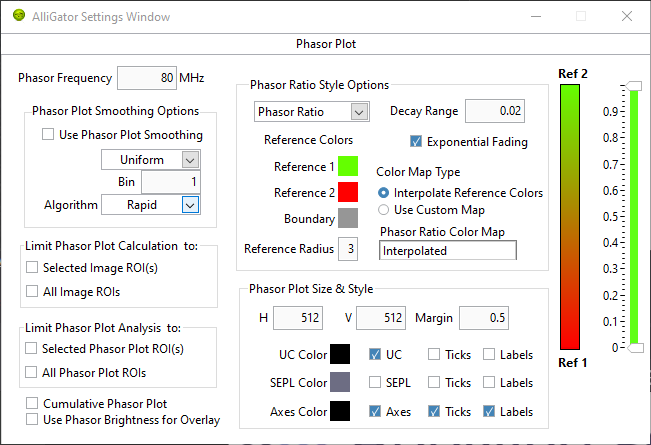 AlliGator Settings Window
Phasor Plot
Phasor Frequency 80 MHz
Phasor Plot Smoothing Options
Use Phasor Plot Smoothing
Uniform
Bin 1
Algorithm Rapid
Limit Phasor Plot Calculation to:
Selected Image ROI(s)
All Image ROIs
Limit Phasor Plot Analysis to:
Selected Phasor Plot ROI(s)
All Phasor Plot ROIs
Cumulative Phasor Plot
Use Phasor Brightness for Overlay
Phasor Ratio Style Options
Phasor Ratio
Decay Range 0.02
Reference Colors
Exponential Fading
Reference 1
Reference 2
Boundary
Reference Radius 3
Color Map Type
Interpolate Reference Colors
Use Custom Map
Phasor Ratio Color Map
Interpolated
Phasor Plot Size & Style
H 512 V 512 Margin 0.5
UC Color UC Ticks Labels
SEPL Color SEPL Ticks Labels
Axes Color Axes Ticks Labels
Ref 2
Ref 1
1
0.9
0.8
0.7
0.6
0.5
0.4
0.3
0.2
0.1
0